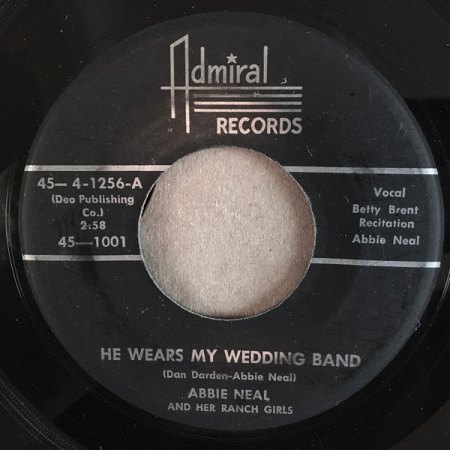 Admiral
RECORDS
45— 4-1256-A
(Deo Publishing
Co.)
2:58
45—1001
Vocal
Betty Brent
Recitation
Abbie Neal
HE WEARS MY WEDDING BAND
(Dan Darden-Abbie Neal)
ABBIE NEAL
AND HER RANCH GIRLS